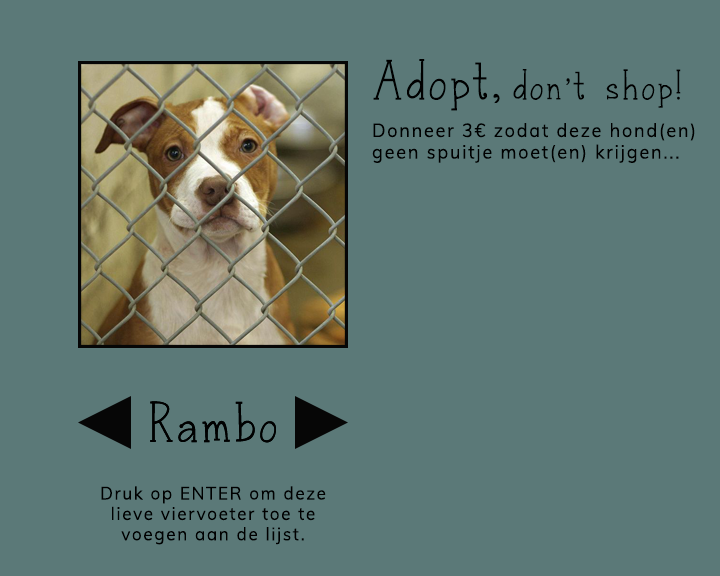 Adopt, don't shop!
Donneer 3€ zodat deze hond(en)
geen spuitje moet(en) krijgen...
Rambo
Druk op ENTER om deze
lieve viervoeter toe te
voegen aan de lijst.